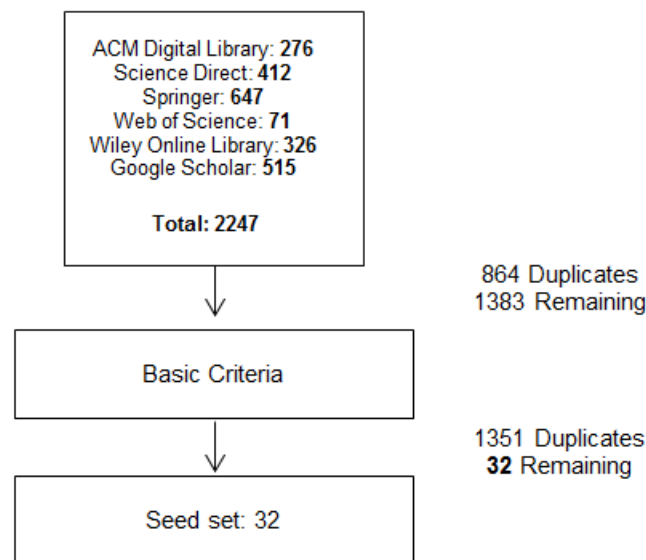 ACM Digital Library: 276
Science Direct: 412
Springer: 647
Web of Science: 71
Wiley Online Library: 326
Google Scholar: 515
Total: 2247
864 Duplicates
1383 Remaining
Basic Criteria
1351 Duplicates
32 Remaining
Seed set: 32